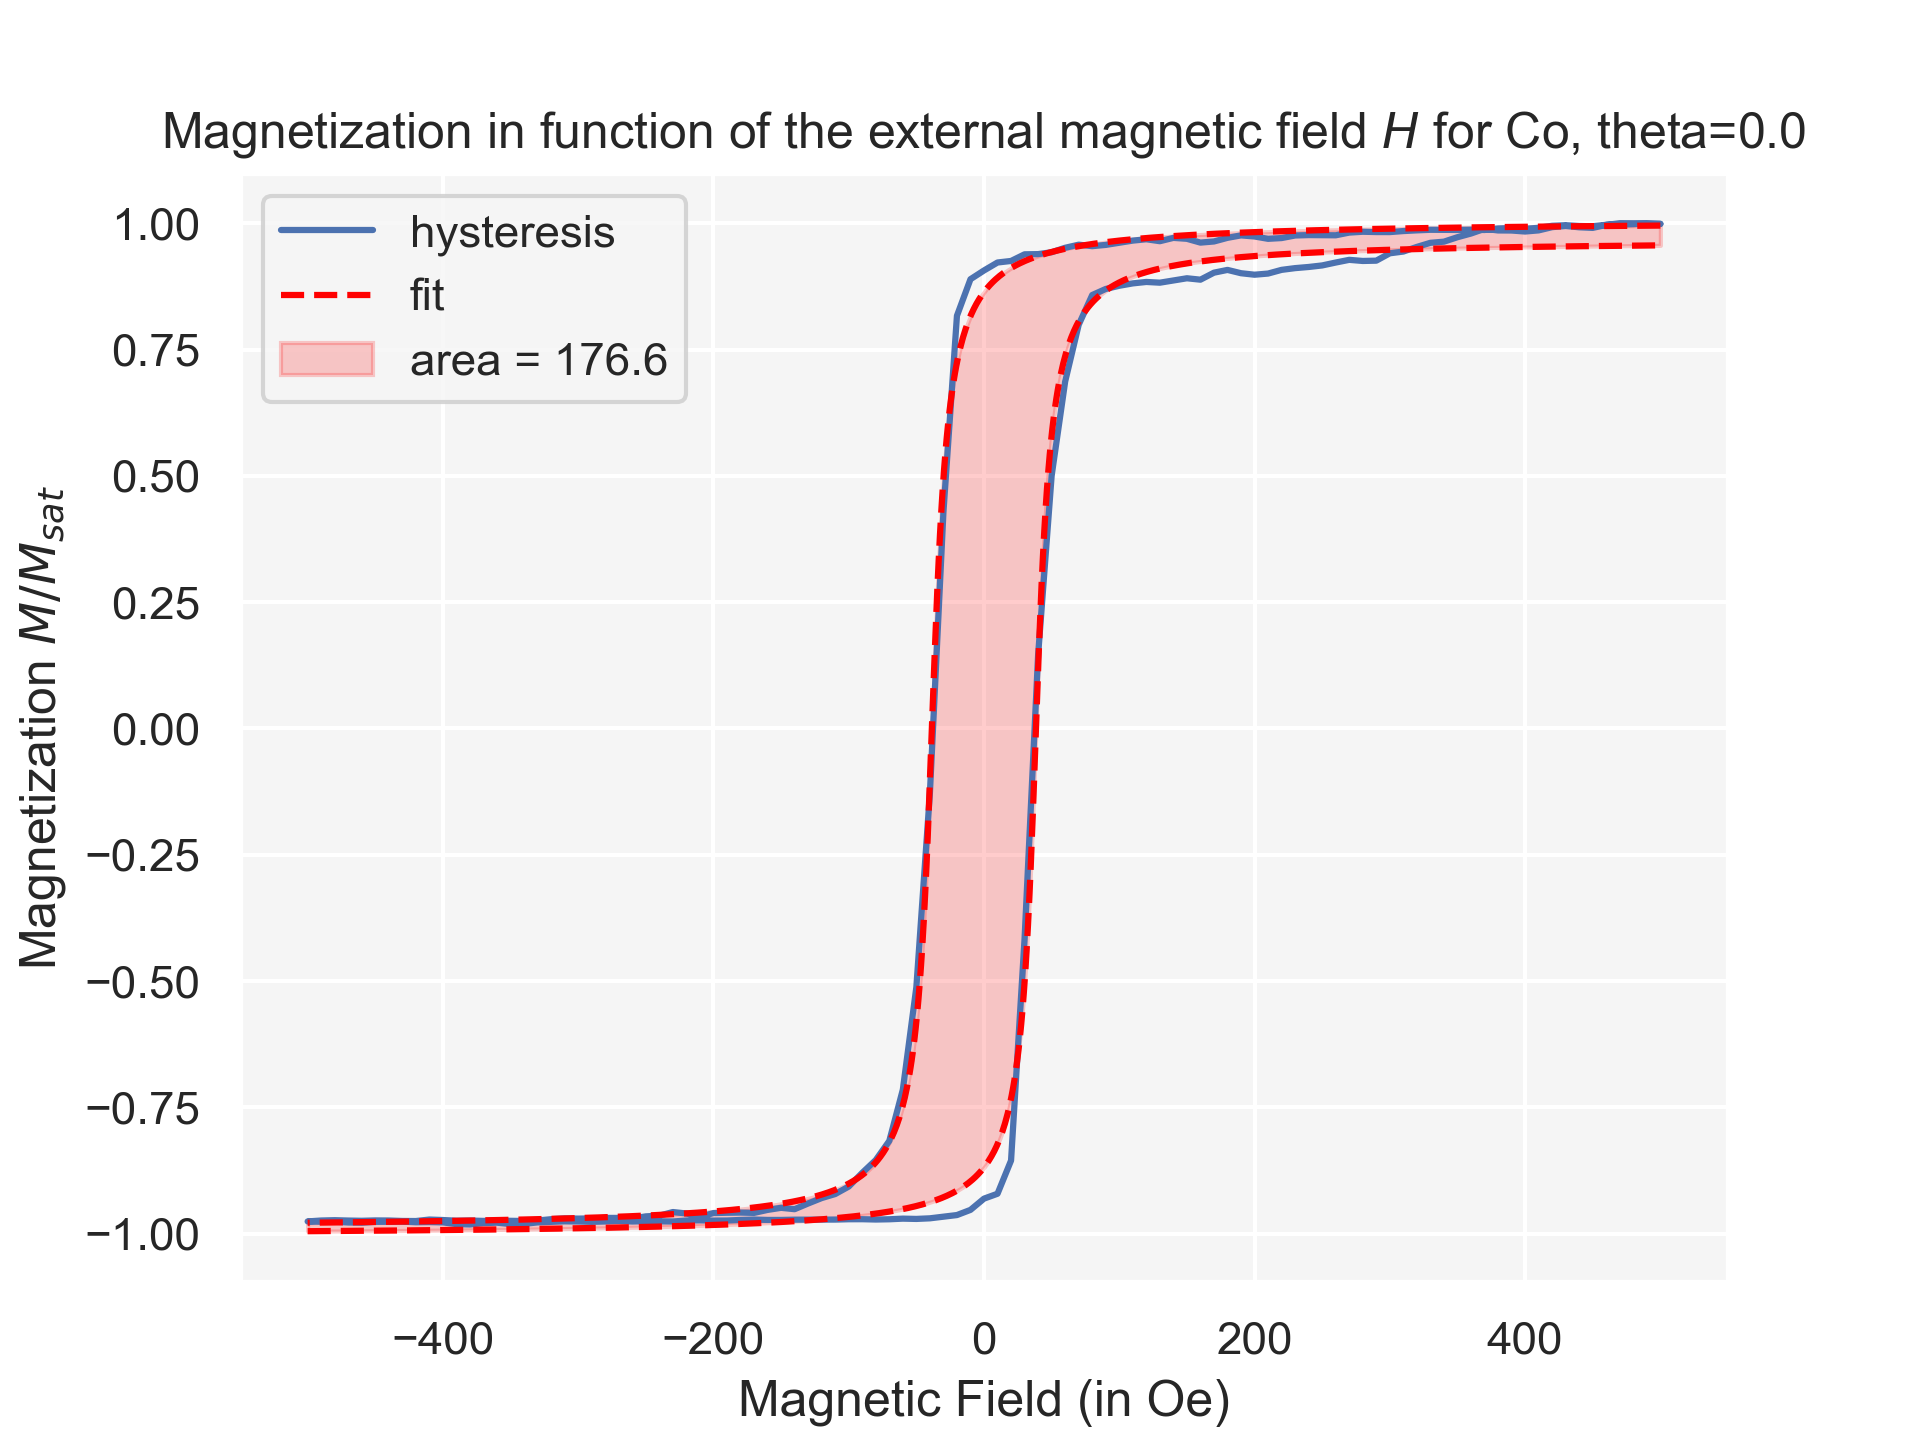 Magnetization in function of the external magnetic field H for Co, theta=0.0
hysteresis
fit
area = 176.6
1.00
0.75
0.50
0.25
0.00
−0.25
−0.50
−0.75
−1.00
Magnetization M/Msat
−400
−200
0
200
400
Magnetic Field (in Oe)